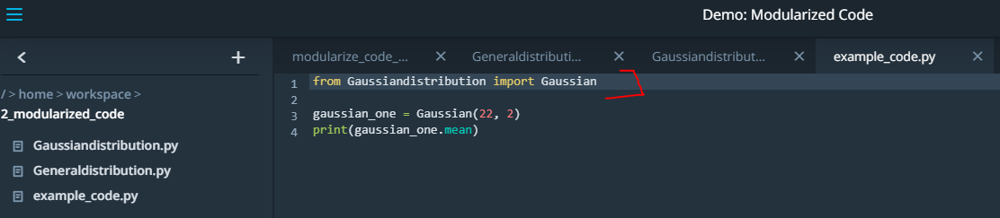 Demo: Modularized Code
/ > home > workspace >
2_modularized_code
Gaussiandistribution.py
Generaldistribution.py
example_code.py
modularize_code_...
Generaldistributi...
Gaussiandistribut...
example_code.py
1 from Gaussiandistribution import Gaussian
2
3 gaussian_one = Gaussian(22, 2)
4 print(gaussian_one.mean)